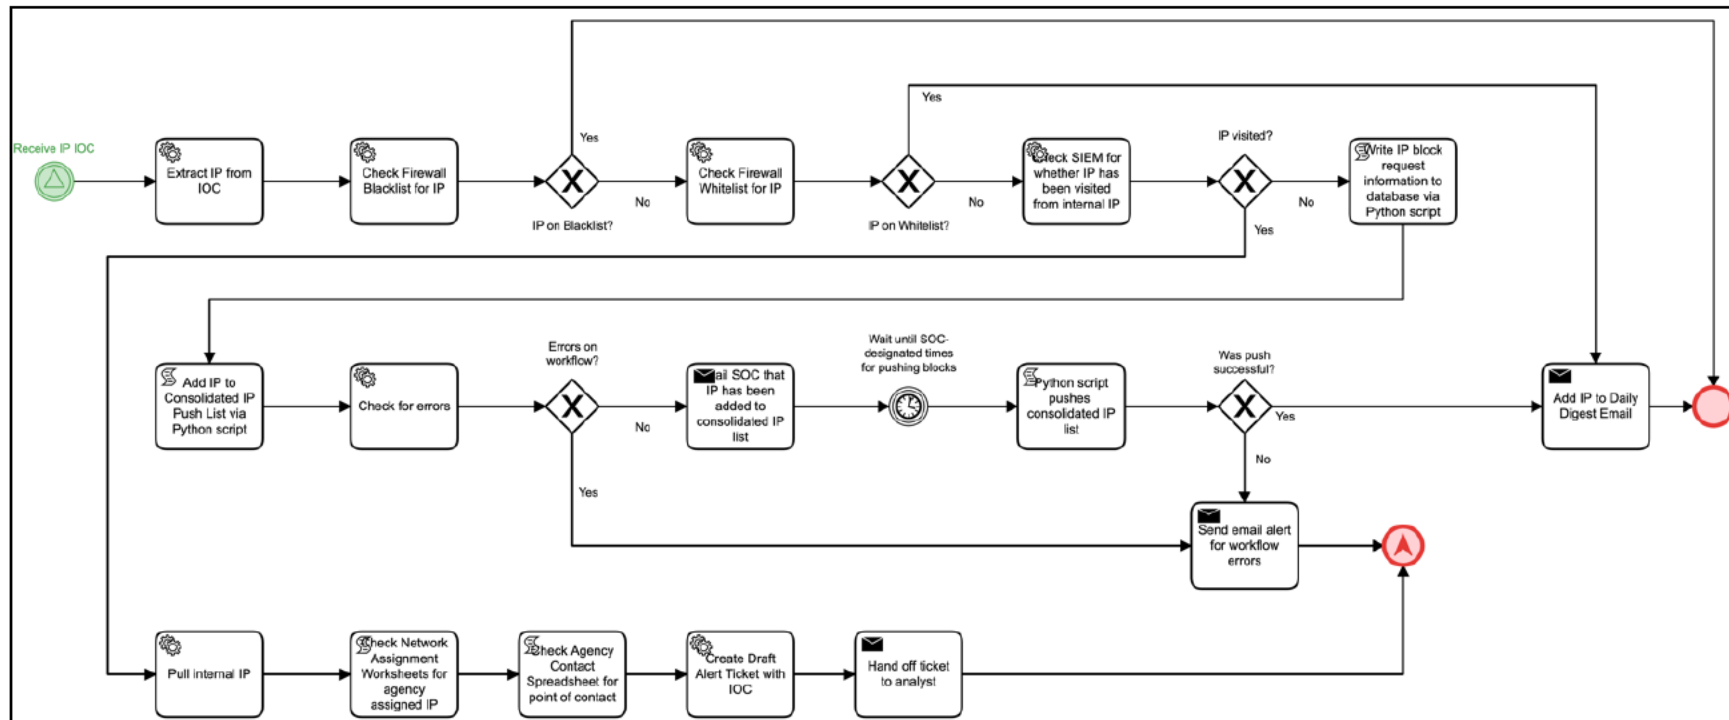 Yes
Yes
IP visited?
Receive IP IOC
Extract IP from
IOC
Check Firewall
Blacklist for IP
Yes
No
IP on Blacklist?
Check Firewall
Whitelist for IP
No
IP on Whitelist?
Check SIEM for
whether IP has
been visited
from internal IP
No
Yes
Write IP block
request
information to
database via
Python script
Add IP to
Consolidated IP
Push List via
Python script
Check for errors
Errors on
workflow?
No
Yes
ail SOC that
IP has been
added to
consolidated IP
list
Wait until SOC-
designated times
for pushing blocks
Python script
pushes
consolidated IP
list
Was push
successful?
Yes
No
Add IP to Daily
Digest Email
Send email alert
for workflow
errors
Pull internal IP
Check Network
Assignment
Worksheets for
agency
assigned IP
Check Agency
Contact
Spreadsheet for
point of contact
Create Draft
Alert Ticket with
IOC
Hand off ticket
to analyst